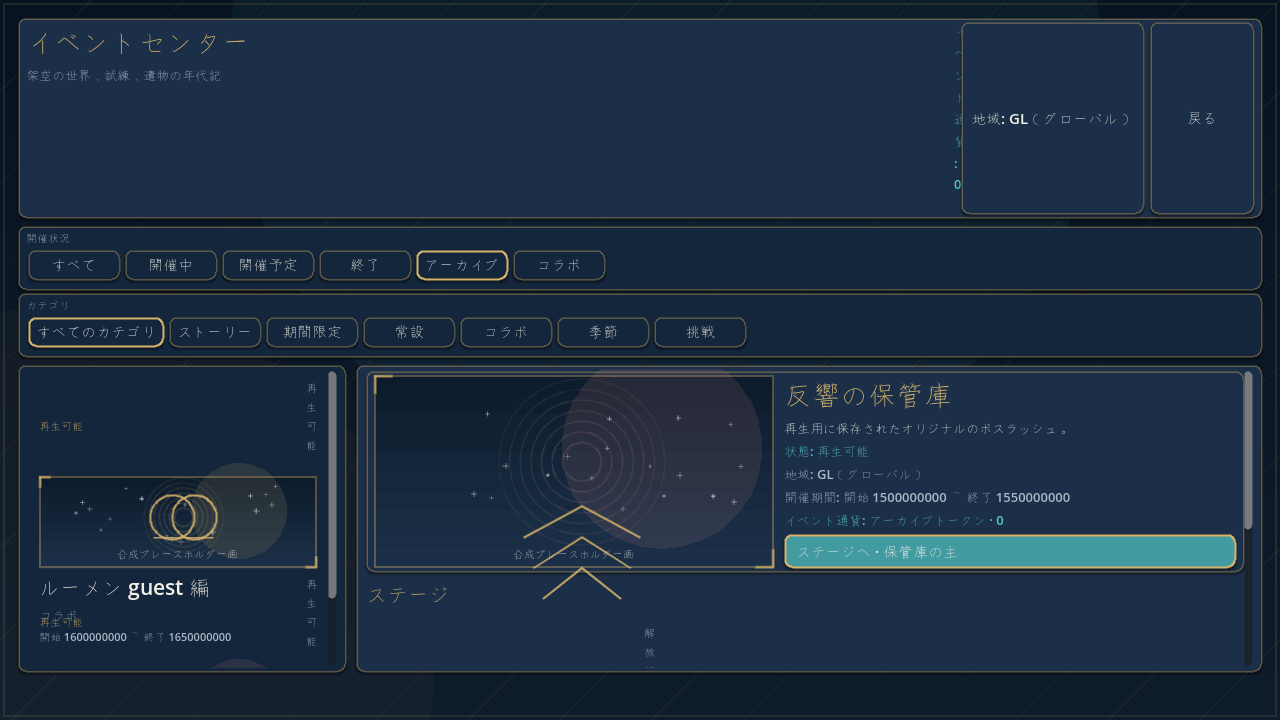 イベントセンター
架空の世界、試練、遺物の年代記
: 0
地域: GL（グローバル）
戻る
開催状況
すべて
開催中
開催予定
終了
アーカイブ
コラボ
カテゴリ
すべてのカテゴリ
ストーリー
期間限定
常設
コラボ
季節
挑戦
再生可能
再生可能
合成プレースホルダー画
ルーメン guest 編
コラボ
再生可能
再生可能
開始 1600000000 ～ 終了 1650000000
合成プレースホルダー画
反響の保管庫
再生用に保存されたオリジナルのボスラッシュ。
状態: 再生可能
地域: GL（グローバル）
開催期間: 開始 1500000000 ～ 終了 1550000000
イベント通貨: アーカイブトークン · 0
ステージへ · 保管庫の主
ステージ
解放